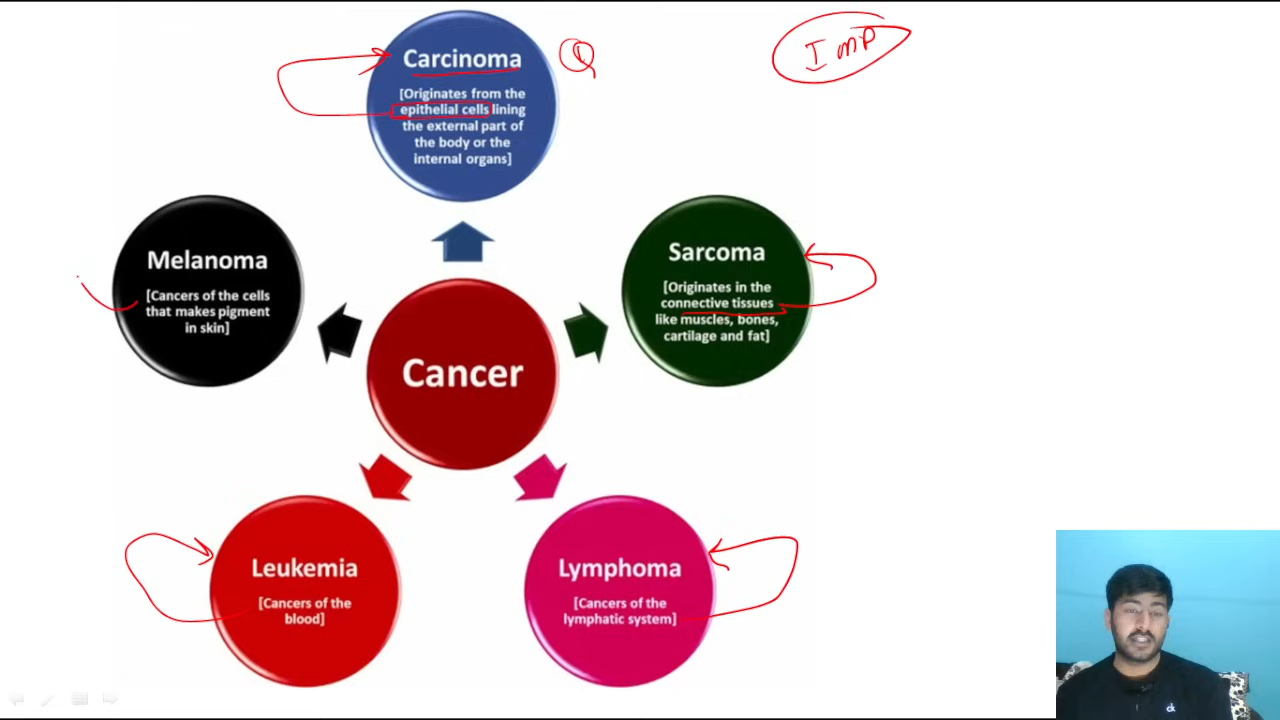 Carcinoma
[Originates from the
epithelial cells lining
the external part of
the body or the
internal organs]
Q
Imp
Melanoma
[Cancers of the cells
that makes pigment
in skin]
Sarcoma
[Originates in the
connective tissues
like muscles, bones,
cartilage and fat]
Cancer
Leukemia
[Cancers of the
blood]
Lymphoma
[Cancers of the
lymphatic system]
ck